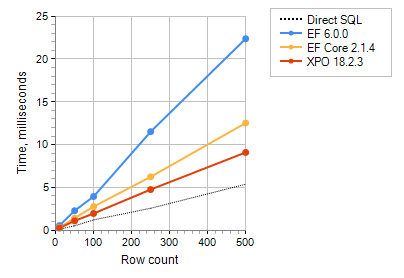 Direct SQL
EF 6.0.0
EF Core 2.1.4
XPO 18.2.3
Time, milliseconds
25
20
15
10
5
0
0 100 200 300 400 500
Row count